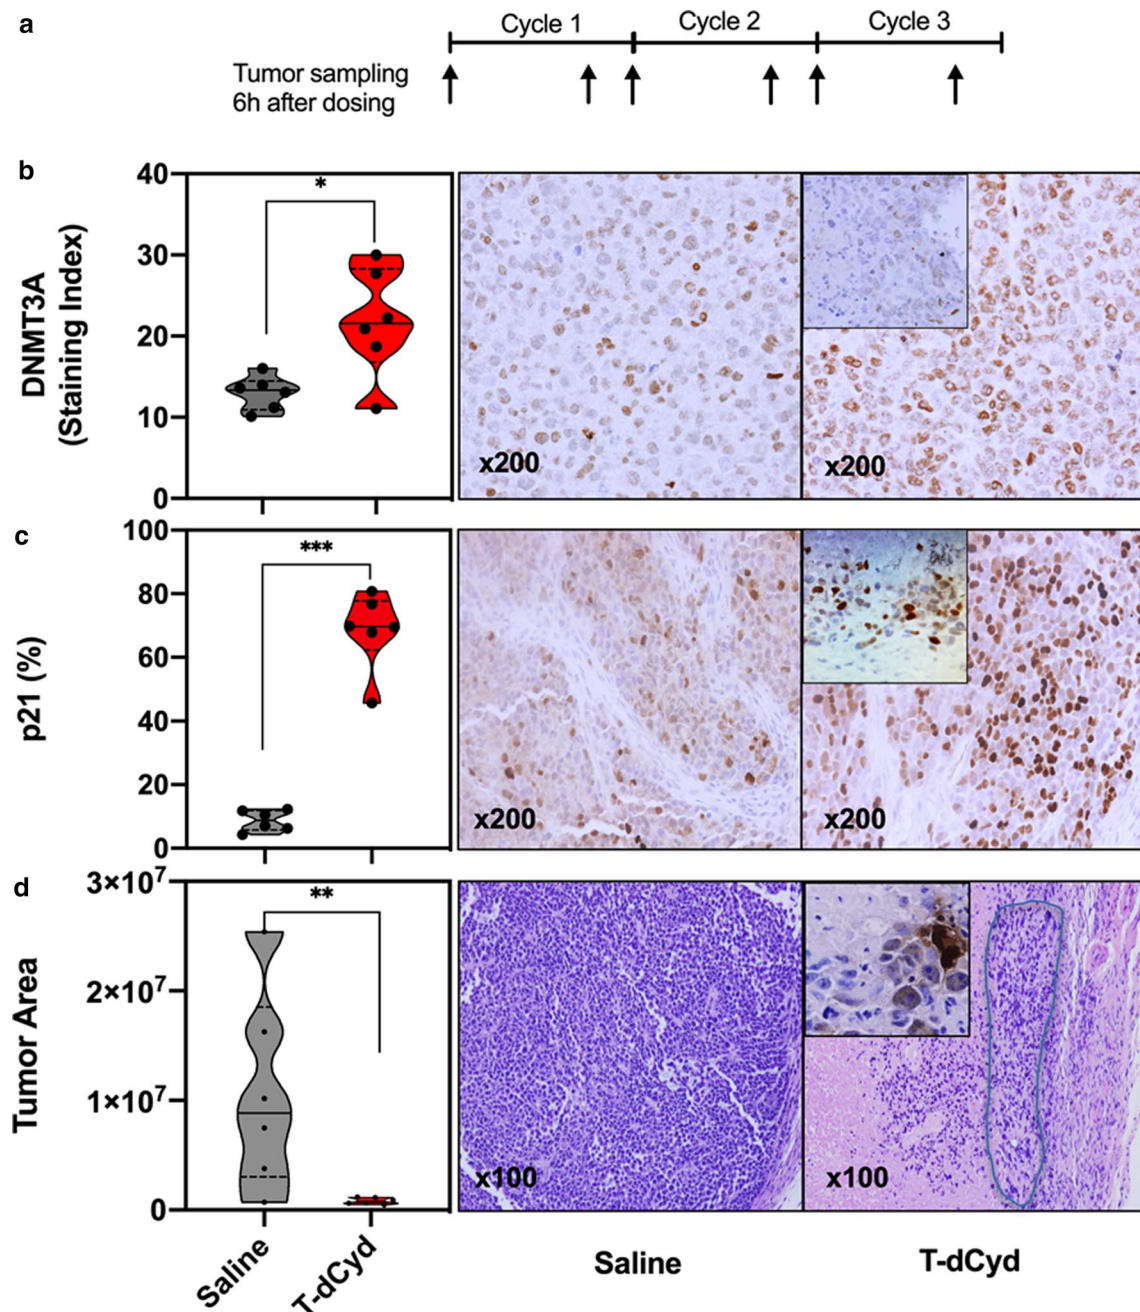 a
Cycle 1 Cycle 2 Cycle 3
Tumor sampling
6h after dosing
b
DNMT3A
(Staining Index)
40
30
20
10
0
*
x200
x200
c
p21 (%)
100
80
60
40
20
0
***
x200
x200
d
Tumor Area
3×10⁷
2×10⁷
1×10⁷
0
**
x100
x100
Saline
T-dCyd
Saline
T-dCyd